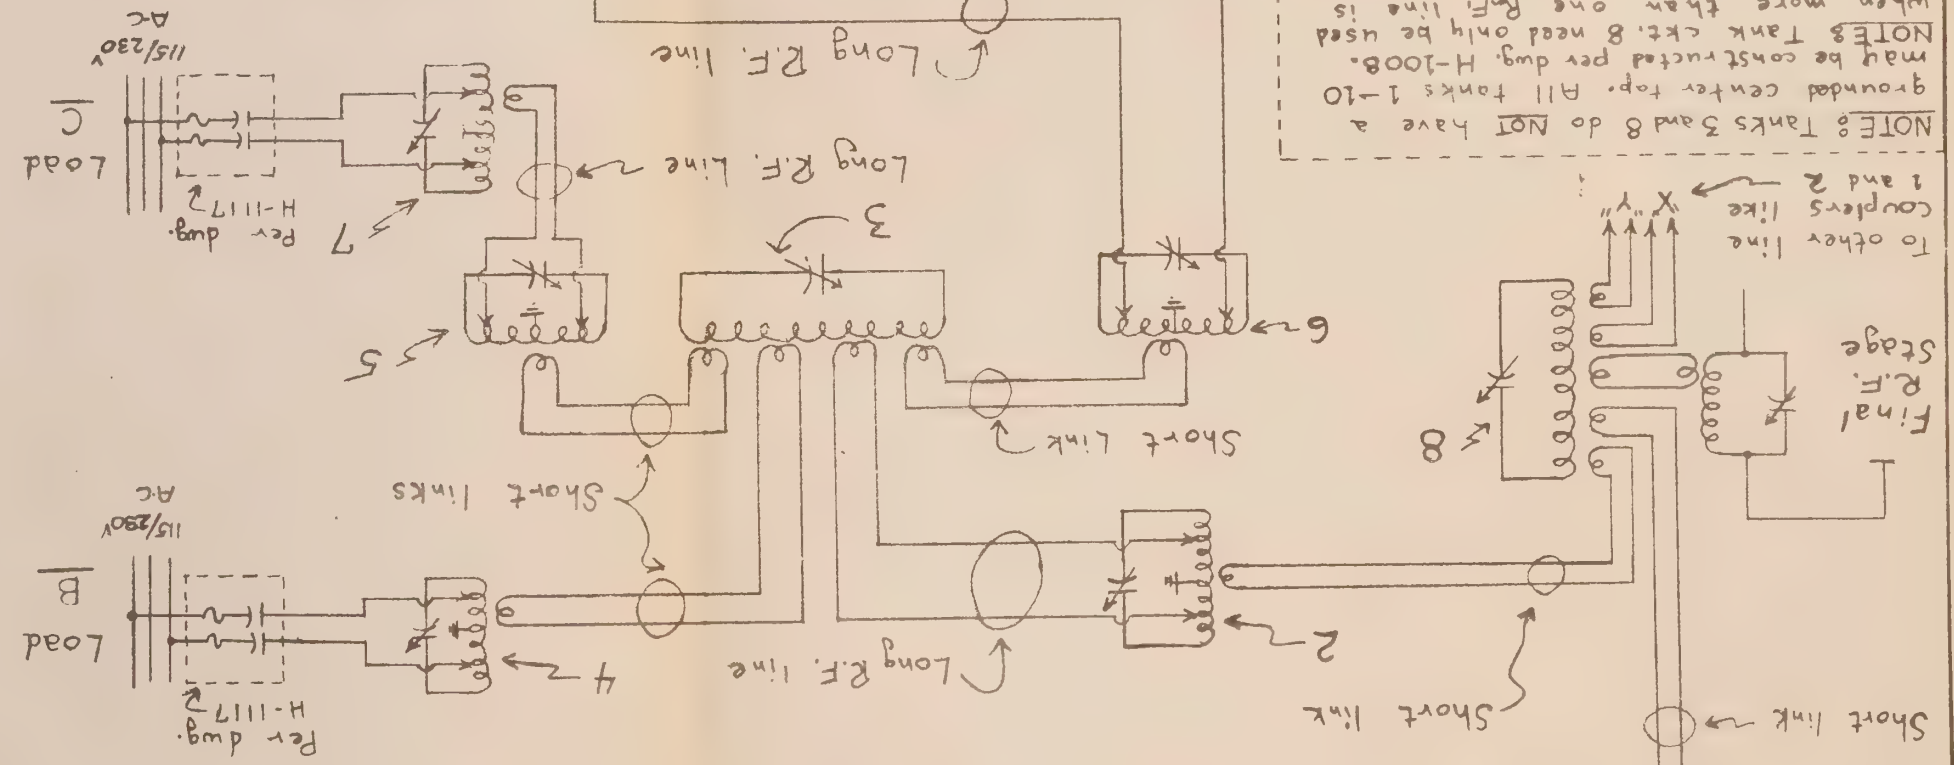 Short link
Short link
2
Long R.F. line
4
Per dwg.
H-1117
Load
B
115/230V
A-C
Final
R.F.
Stage
8
Short Link
Short links
5
6
3
To other line
couplers like
1 and 2
"X" "Y"
Long R.F. Line
7
Per dwg.
H-1117
Load
C
115/230V
A-C
NOTE: Tanks 3 and 8 do NOT have a
grounded center tap. All tanks 1-10
may be constructed per dwg. H-1008.
NOTE: Tank ckt. 8 need only be used
when more than one R.F. line is
Long R.F. line